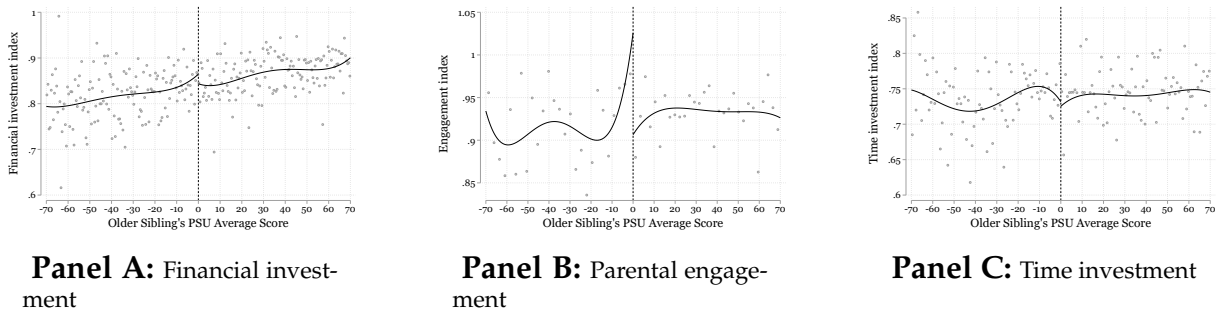 1
.9
.8
.7
.6
Financial investment index
-70 -60 -50 -40 -30 -20 -10 0 10 20 30 40 50 60 70
Older Sibling's PSU Average Score
Panel A: Financial invest-
ment
1.05
1
.95
.9
.85
Engagement index
-70 -60 -50 -40 -30 -20 -10 0 10 20 30 40 50 60 70
Older Sibling's PSU Average Score
Panel B: Parental engage-
ment
.85
.8
.75
.7
.65
.6
Time investment index
-70 -60 -50 -40 -30 -20 -10 0 10 20 30 40 50 60 70
Older Sibling's PSU Average Score
Panel C: Time investment